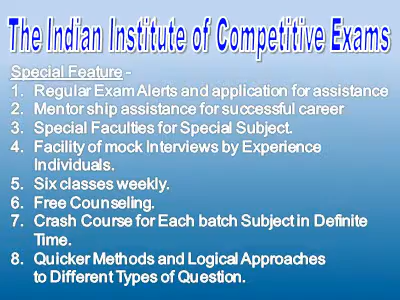 The Indian Institute of Competitive Exams
Special Feature -
1. Regular Exam Alerts and application for assistance
2. Mentor ship assistance for successful career
3. Special Faculties for Special Subject.
4. Facility of mock Interviews by Experience
Individuals.
5. Six classes weekly.
6. Free Counseling.
7. Crash Course for Each batch Subject in Definite
Time.
8. Quicker Methods and Logical Approaches
to Different Types of Question.